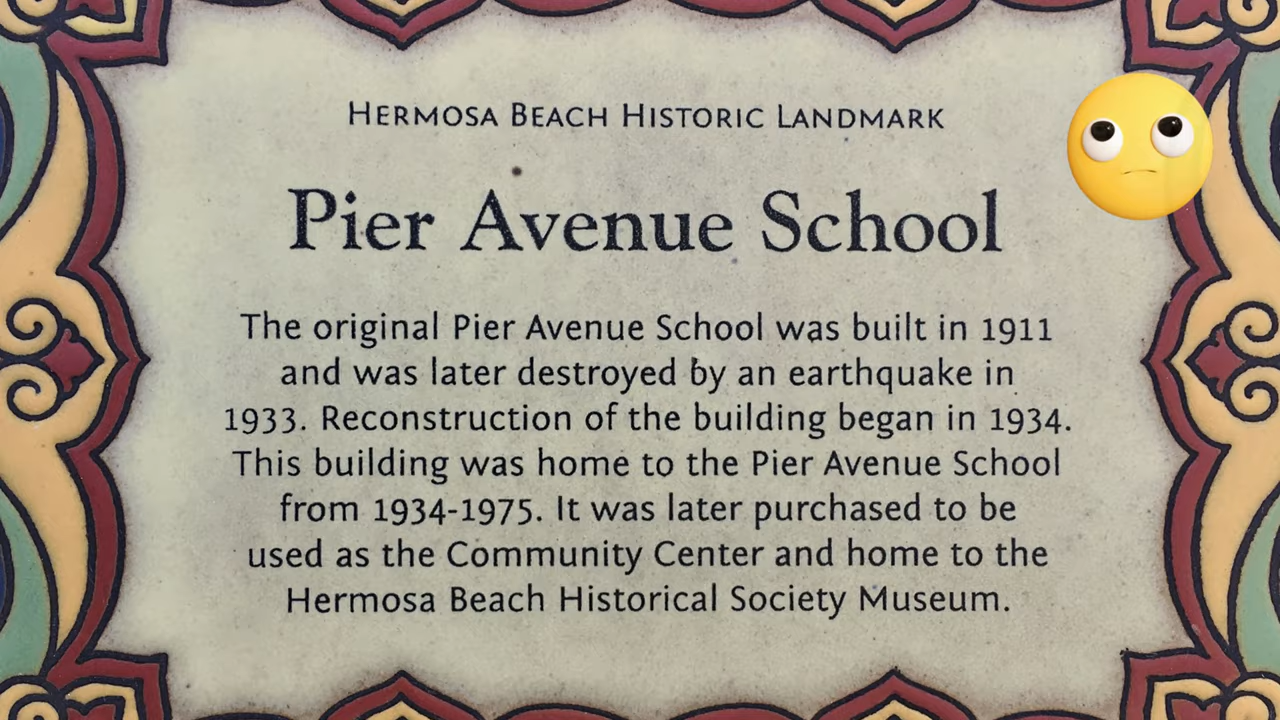 Hermosa Beach Historic Landmark
Pier Avenue School
The original Pier Avenue School was built in 1911
and was later destroyed by an earthquake in
1933. Reconstruction of the building began in 1934.
This building was home to the Pier Avenue School
from 1934-1975. It was later purchased to be
used as the Community Center and home to the
Hermosa Beach Historical Society Museum.